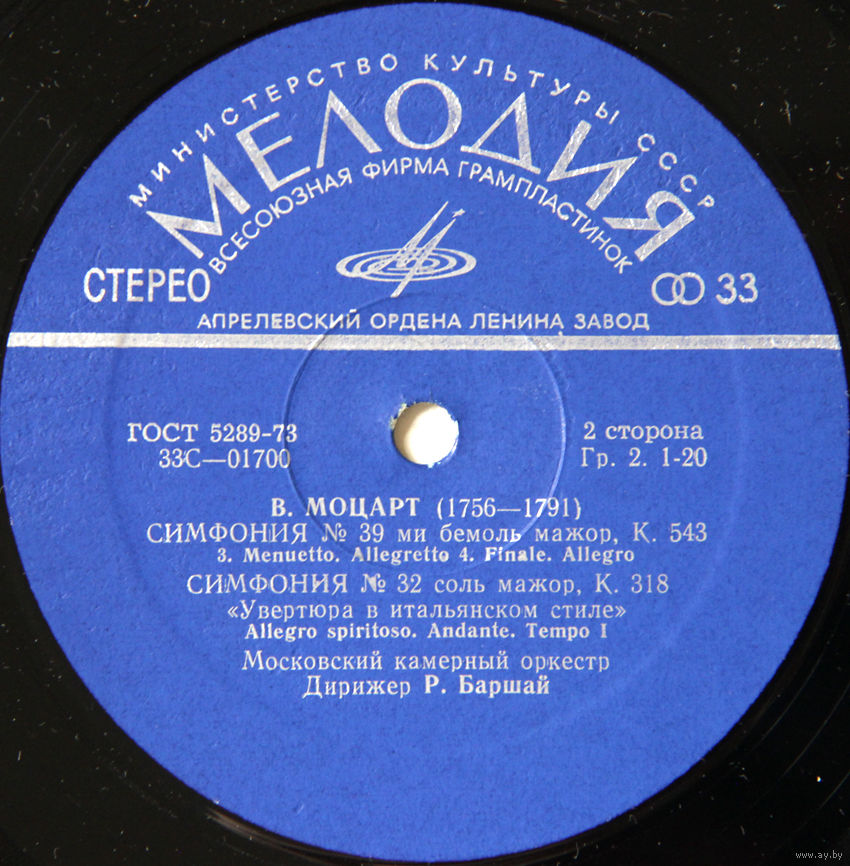 МИНИСТЕРСТВО КУЛЬТУРЫ СССР
МЕЛОДИЯ
ВСЕСОЮЗНАЯ ФИРМА ГРАМПЛАСТИНОК
СТЕРЕО
33
АПРЕЛЕВСКИЙ ОРДЕНА ЛЕНИНА ЗАВОД
ГОСТ 5289-73
33С—01700
2 сторона
Гр. 2. 1-20
В. МОЦАРТ (1756—1791)
СИМФОНИЯ № 39 ми бемоль мажор, К. 543
3. Menuetto. Allegretto 4. Finale. Allegro
СИМФОНИЯ № 32 соль мажор, К. 318
«Увертюра в итальянском стиле»
Allegro spiritoso. Andante. Tempo I
Московский камерный оркестр
Дирижер Р. Баршай
www.ay.by